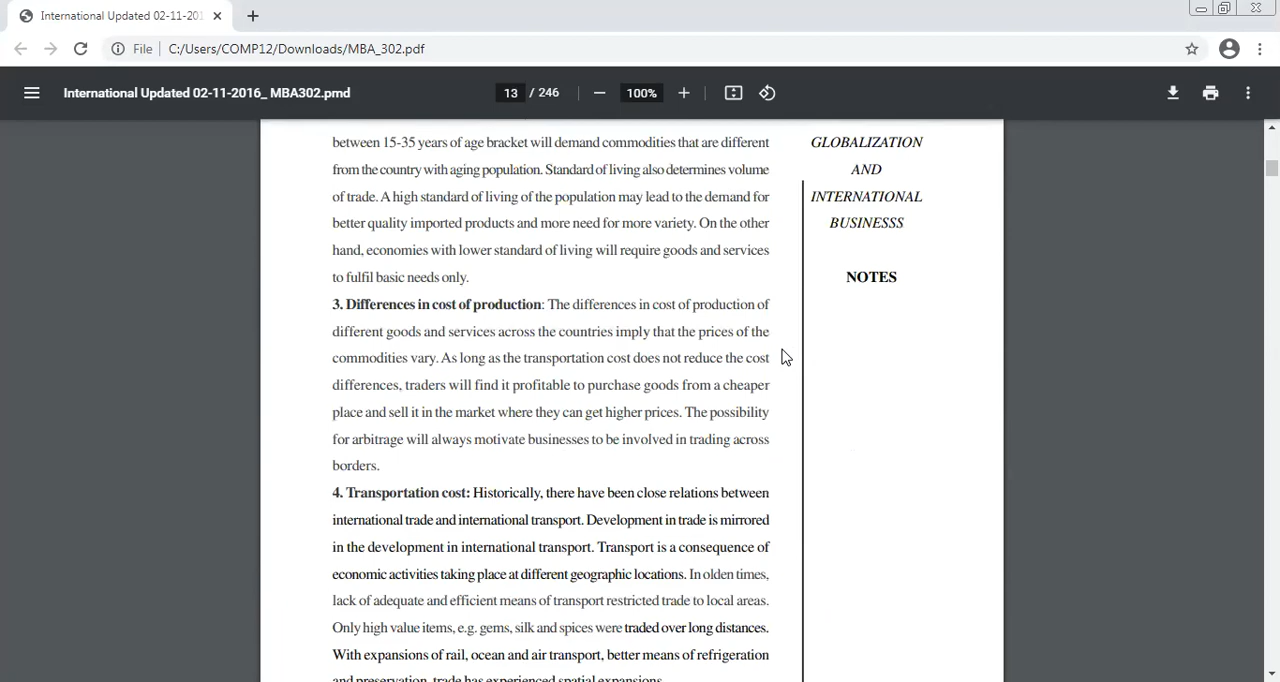 International Updated 02-11-201
File
C:/Users/COMP12/Downloads/MBA_302.pdf
International Updated 02-11-2016_ MBA302.pmd
13 / 246
100%
between 15-35 years of age bracket will demand commodities that are different
from the country with aging population. Standard of living also determines volume
of trade. A high standard of living of the population may lead to the demand for
better quality imported products and more need for more variety. On the other
hand, economies with lower standard of living will require goods and services
to fulfil basic needs only.
3. Differences in cost of production: The differences in cost of production of
different goods and services across the countries imply that the prices of the
commodities vary. As long as the transportation cost does not reduce the cost
differences, traders will find it profitable to purchase goods from a cheaper
place and sell it in the market where they can get higher prices. The possibility
for arbitrage will always motivate businesses to be involved in trading across
borders.
4. Transportation cost: Historically, there have been close relations between
international trade and international transport. Development in trade is mirrored
in the development in international transport. Transport is a consequence of
economic activities taking place at different geographic locations. In olden times,
lack of adequate and efficient means of transport restricted trade to local areas.
Only high value items, e.g. gems, silk and spices were traded over long distances.
With expansions of rail, ocean and air transport, better means of refrigeration
and preservation, trade has experienced spatial expansions.
GLOBALIZATION
AND
INTERNATIONAL
BUSINESSS
NOTES